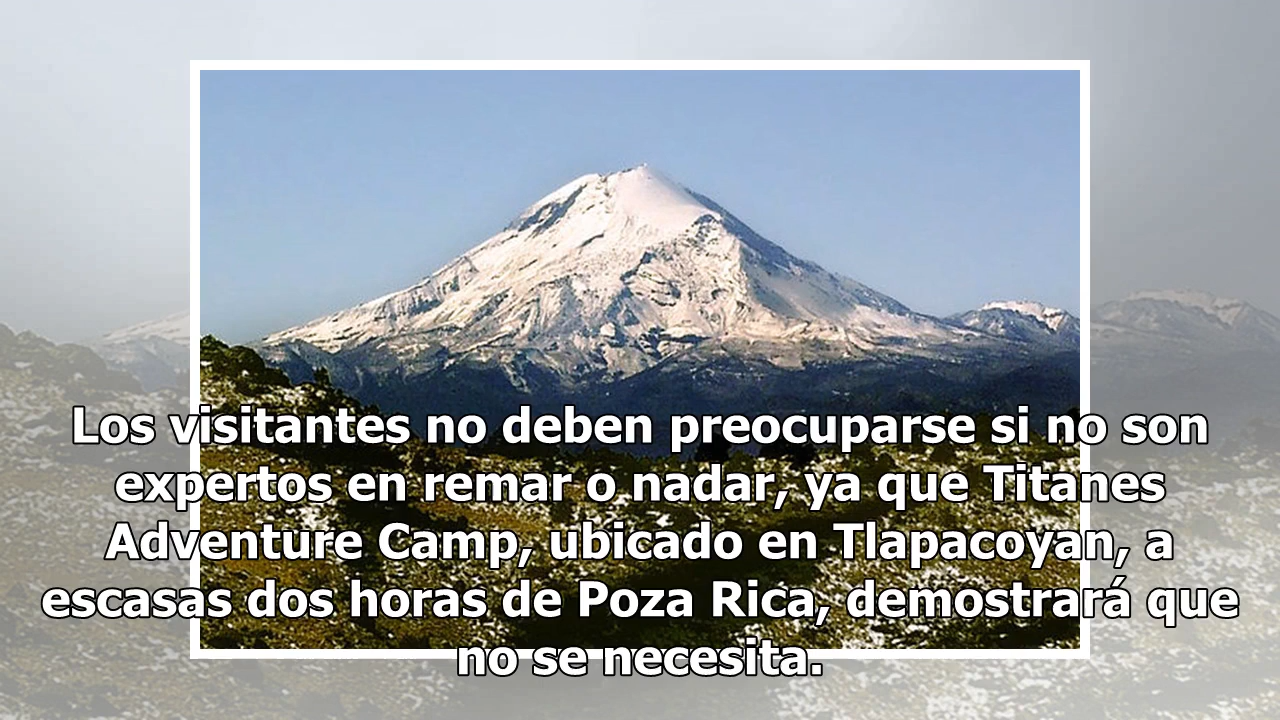 Los visitantes no deben preocuparse si no son
expertos en remar o nadar, ya que Titanes
Adventure Camp, ubicado en Tlapacoyan, a
escasas dos horas de Poza Rica, demostrará que
no se necesita.